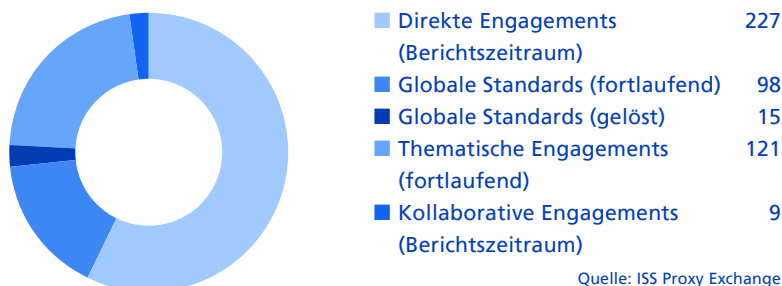 Direkte Engagements 227
(Berichtszeitraum)
Globale Standards (fortlaufend) 98
Globale Standards (gelöst) 15
Thematische Engagements 121
(fortlaufend)
Kollaborative Engagements 9
(Berichtszeitraum)
Quelle: ISS Proxy Exchange